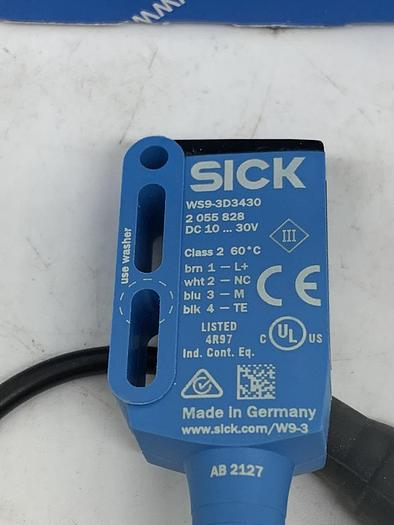 www.
SICK
WS9-3D3430
2 055 828
DC 10 ... 30V
III
Class 2 60°C
brn 1 – L+
wht 2 – NC
blu 3 – M
blk 4 – TE
use washer
CE
LISTED
4R97
Ind. Cont. Eq.
C UL US
Made in Germany
www.sick.com/W9-3
AB 2127